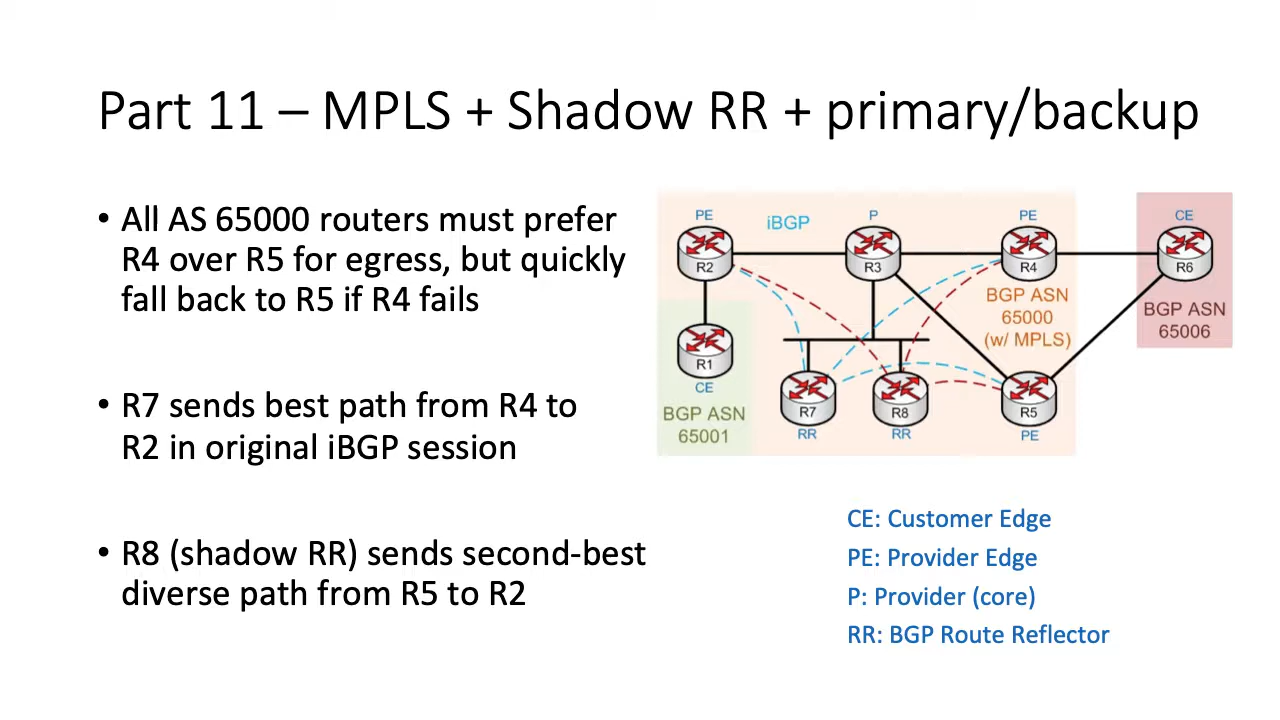 Part 11 – MPLS + Shadow RR + primary/backup
• All AS 65000 routers must prefer
R4 over R5 for egress, but quickly
fall back to R5 if R4 fails
• R7 sends best path from R4 to
R2 in original iBGP session
• R8 (shadow RR) sends second-best
diverse path from R5 to R2
PE
iBGP
P
PE
CE
R2
R3
R4
R6
BGP ASN
65000
(w/ MPLS)
BGP ASN
65006
R1
CE
BGP ASN
65001
R7
RR
R8
RR
R5
PE
CE: Customer Edge
PE: Provider Edge
P: Provider (core)
RR: BGP Route Reflector